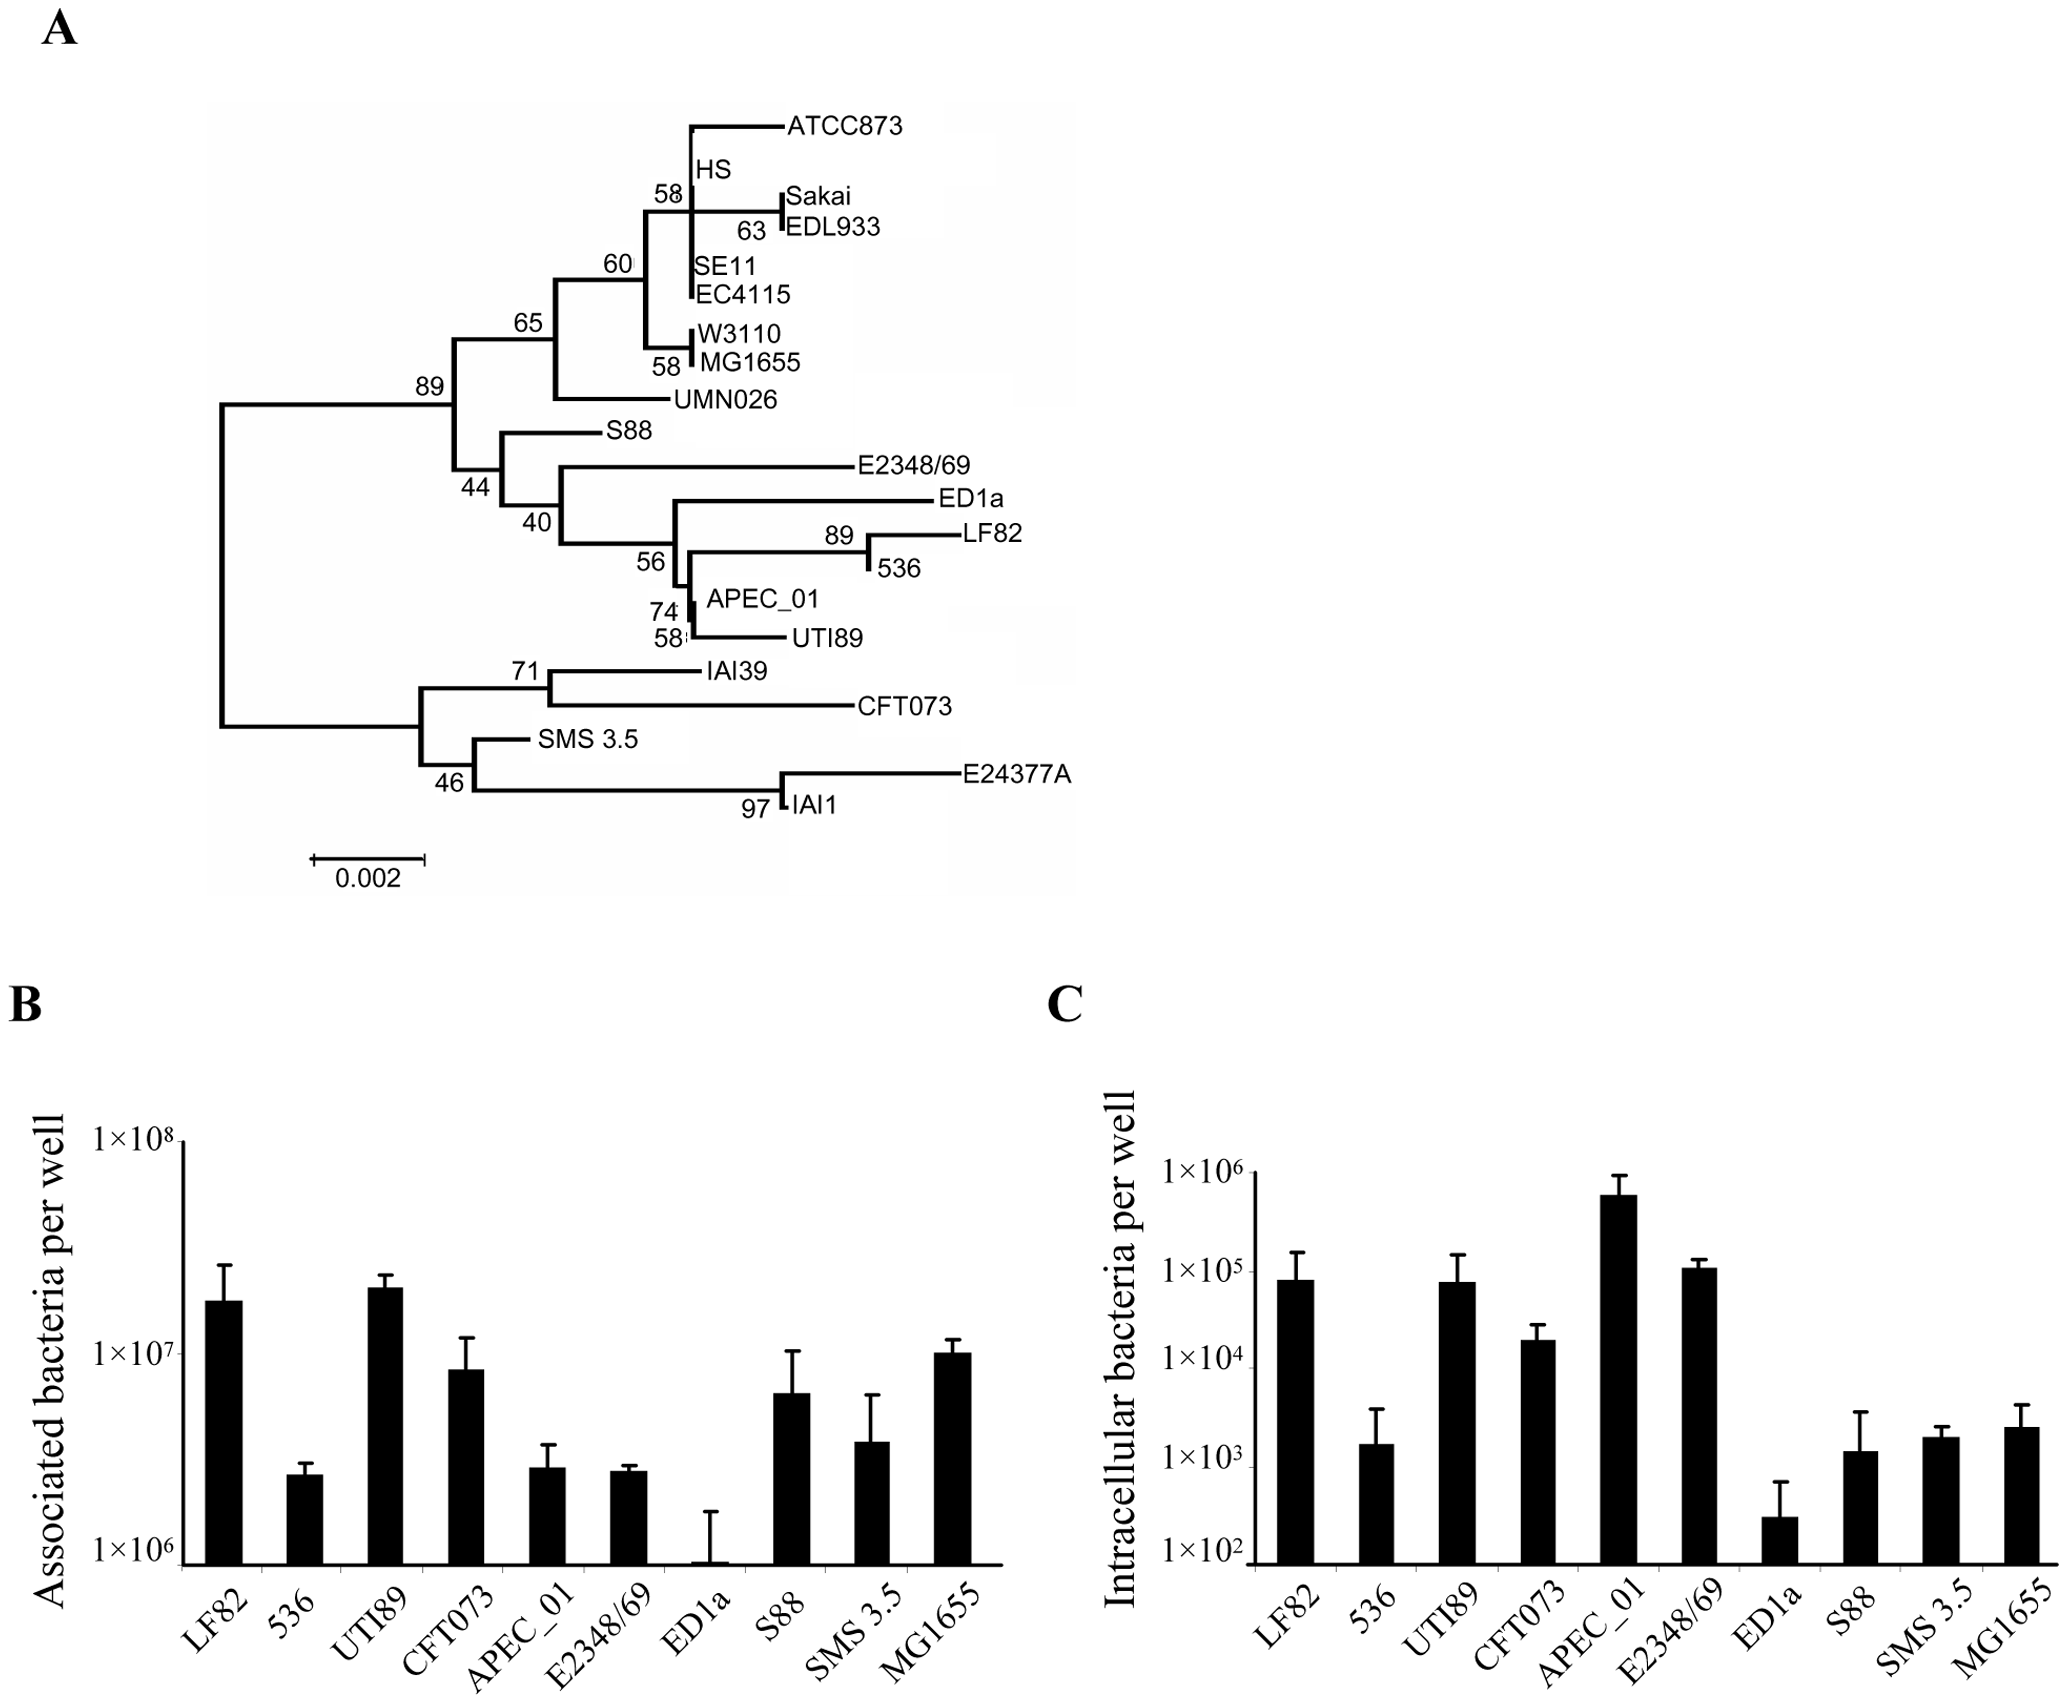 A
ATCC873
HS
58
Sakai
63
EDL933
60
SE11
EC4115
65
W3110
58
MG1655
89
UMN026
S88
44
E2348/69
40
ED1a
89
LF82
56
536
APEC_01
74
58
UTI89
71
IAI39
CFT073
SMS 3.5
46
E24377A
97
IAI1
0.002
B
Associated bacteria per well
1×10⁸
1×10⁷
1×10⁶
LF82
536
UTI89
CFT073
APEC_01
E2348/69
ED1a
S88
SMS 3.5
MG1655
C
Intracellular bacteria per well
1×10⁶
1×10⁵
1×10⁴
1×10³
1×10²
LF82
536
UTI89
CFT073
APEC_01
E2348/69
ED1a
S88
SMS 3.5
MG1655